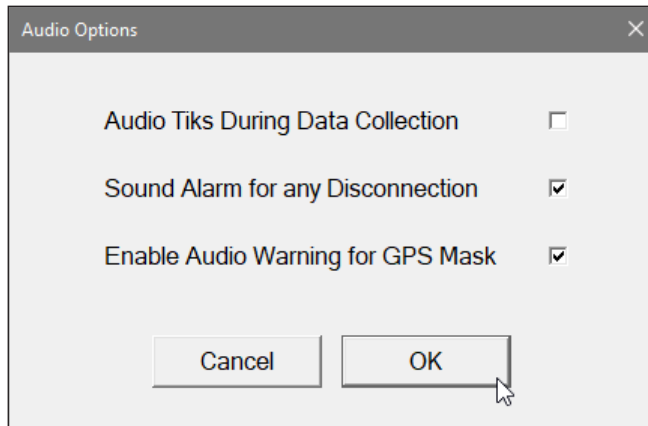 Audio Options
Audio Tiks During Data Collection
Sound Alarm for any Disconnection
Enable Audio Warning for GPS Mask
Cancel OK